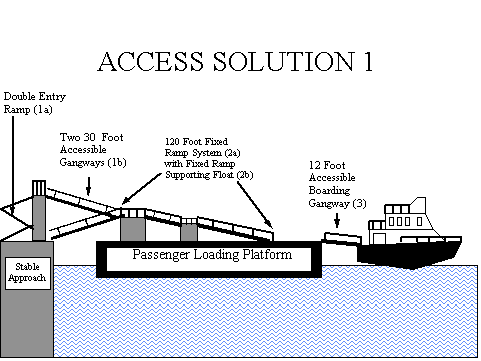 ACCESS SOLUTION 1
Double Entry
Ramp (1a)
Two 30 Foot
Accessible
Gangways (1b)
120 Foot Fixed
Ramp System (2a)
with Fixed Ramp
Supporting Float (2b)
12 Foot
Accessible
Boarding
Gangway (3)
Passenger Loading Platform
Stable
Approach